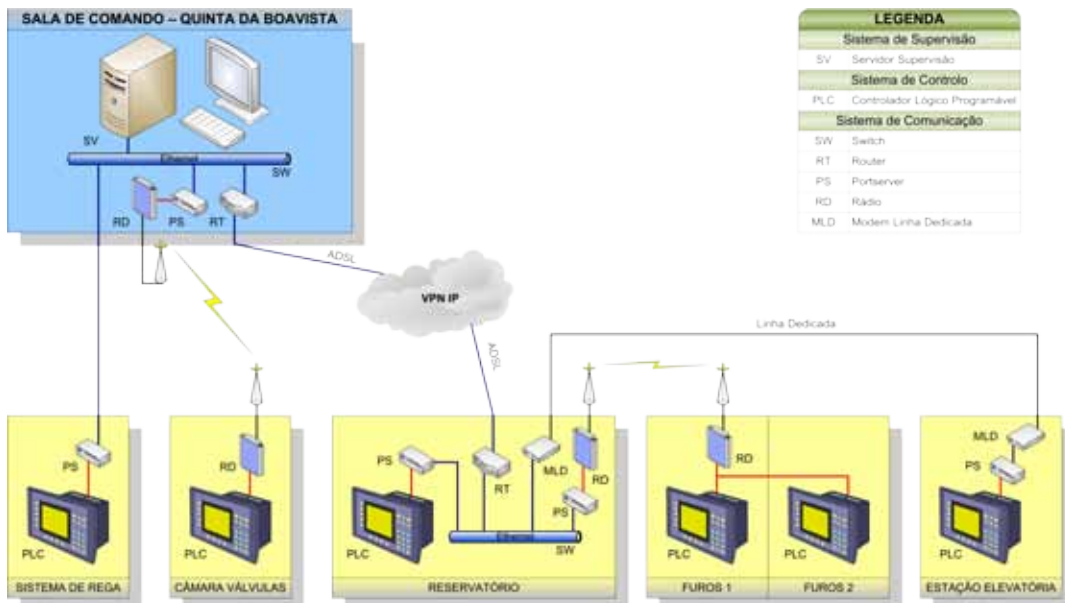 SALA DE COMANDO – QUINTA DA BOAVISTA
SV
Ethernet
SW
RD
PS
RT
LEGENDA
Sistema de Supervisão
SV Servidor Supervisão
Sistema de Controlo
PLC Controlador Lógico Programável
Sistema de Comunicação
SW Switch
RT Router
PS Portserver
RD Rádio
MLD Modem Linha Dedicada
ADSL
VPN IP
ADSL
Linha Dedicada
PS
PLC
SISTEMA DE REGA
RD
PLC
CÂMARA VÁLVULAS
PS
RT
MLD
RD
PS
PLC
Ethernet
SW
RESERVATÓRIO
RD
PLC
FUROS 1
PLC
FUROS 2
MLD
PS
PLC
ESTAÇÃO ELEVATÓRIA